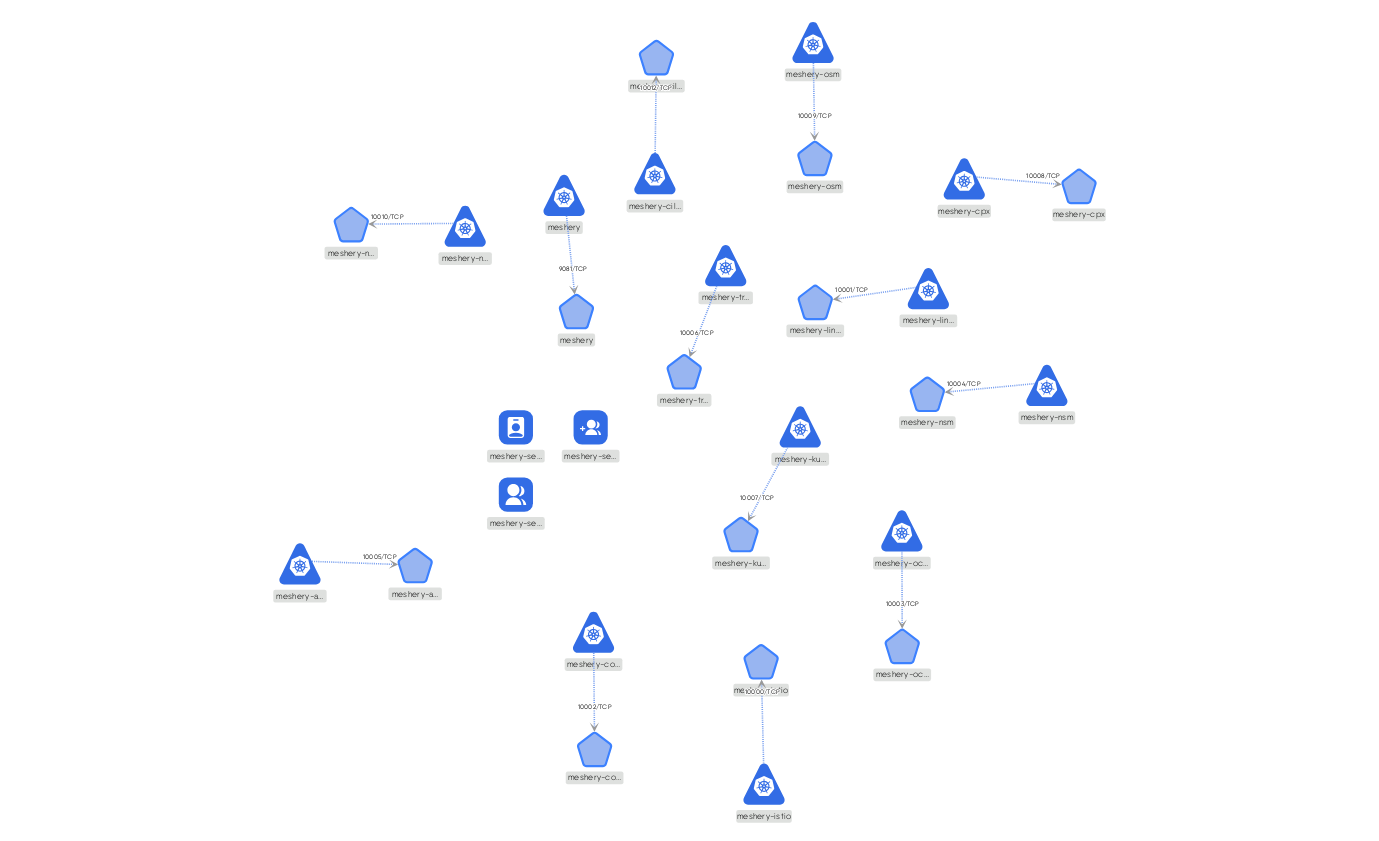 meshery-osm
10012/TCP
10009/TCP
meshery-osm
meshery-cil...
meshery-cpx
10008/TCP
meshery-cpx
10010/TCP
meshery-n...
meshery-n...
meshery
9081/TCP
meshery
meshery-tr...
10006/TCP
meshery-tr...
10001/TCP
meshery-lin...
meshery-lin...
10004/TCP
meshery-nsm
meshery-nsm
meshery-se...
meshery-se...
meshery-se...
meshery-ku...
10007/TCP
meshery-ku...
meshery-oc...
10003/TCP
meshery-oc...
10005/TCP
meshery-a...
meshery-a...
meshery-co...
10002/TCP
meshery-co...
10000/TCP
meshery-istio